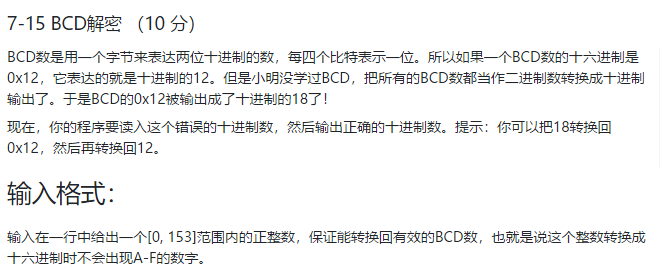 7-15 BCD解密 （10 分）
BCD数是用一个字节来表达两位十进制的数，每四个比特表示一位。所以如果一个BCD数的十六进制是
0x12，它表达的就是十进制的12。但是小明没学过BCD，把所有的BCD数都当作二进制数转换成十进制
输出了。于是BCD的0x12被输出成了十进制的18了！
现在，你的程序要读入这个错误的十进制数，然后输出正确的十进制数。提示：你可以把18转换回
0x12，然后再转换回12。
输入格式：
输入在一行中给出一个[0, 153]范围内的正整数，保证能转换回有效的BCD数，也就是说这个整数转换成
十六进制时不会出现A-F的数字。